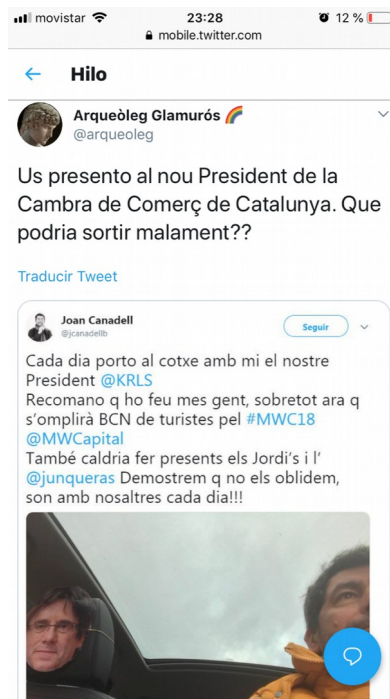 movistar 23:28 12 %
mobile.twitter.com
Hilo
Arqueòleg Glamurós
@arqueoleg
Us presento al nou President de la
Cambra de Comerç de Catalunya. Que
podria sortir malament??
Traducir Tweet
Joan Canadell
@jcanadellb
Seguir
Cada dia porto al cotxe amb mi el nostre
President @KRLS
Recomano q ho feu mes gent, sobretot ara q
s'omplirà BCN de turistes pel #MWC18
@MWCapital
També caldria fer presents els Jordi's i l'
@junqueras Demostrem q no els oblidem,
son amb nosaltres cada dia!!!